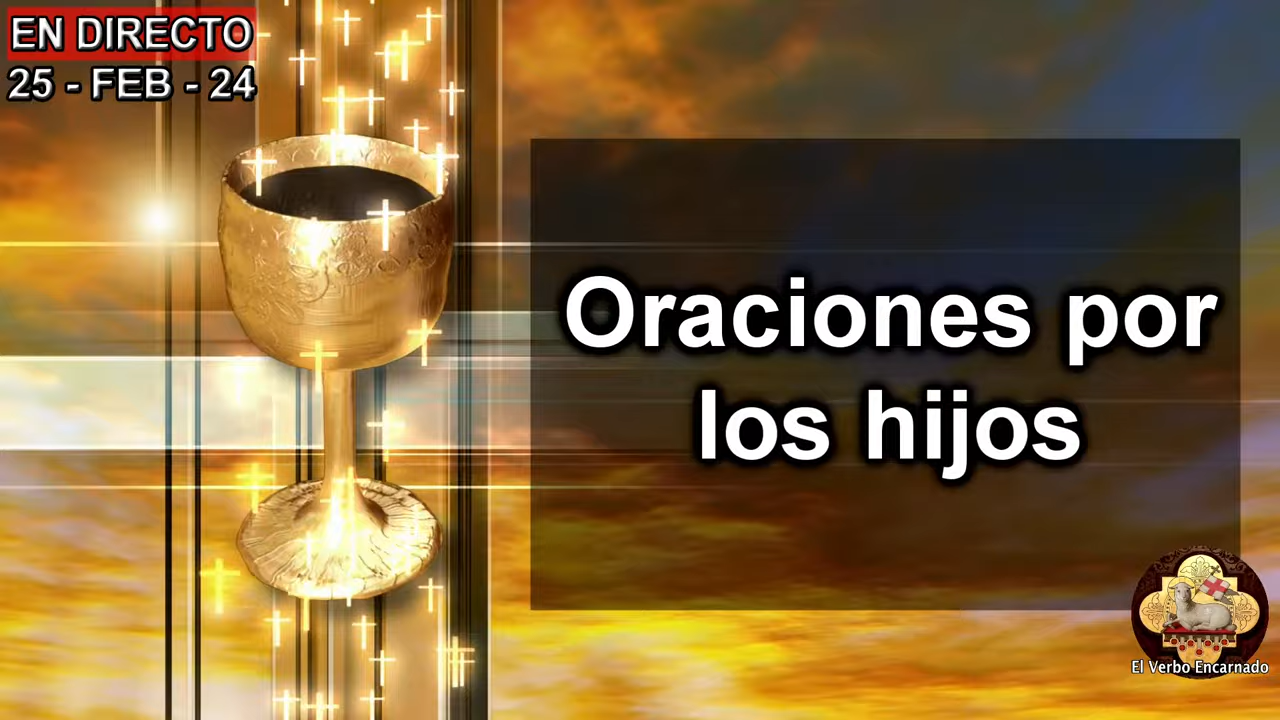 EN DIRECTO
25 - FEB - 24
Oraciones por
los hijos
El Verbo Encarnado